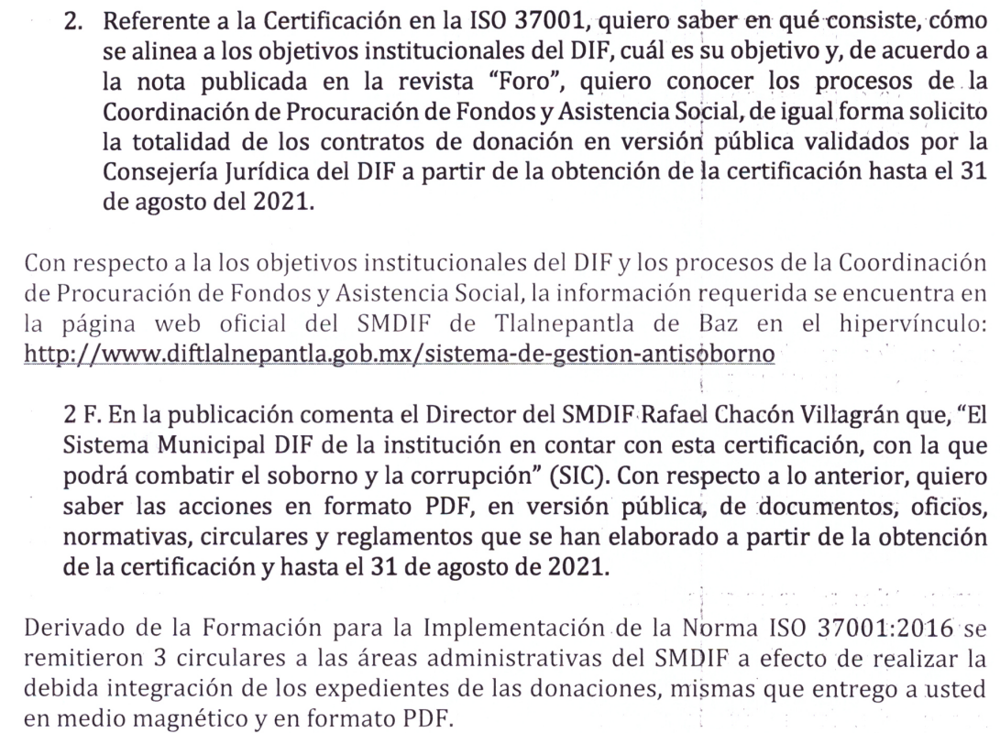 2. Referente a la Certificación en la ISO 37001, quiero saber en qué consiste, cómo
se alinea a los objetivos institucionales del DIF, cuál es su objetivo y, de acuerdo a
la nota publicada en la revista “Foro”, quiero conocer los procesos de la
Coordinación de Procuración de Fondos y Asistencia Social, de igual forma solicito
la totalidad de los contratos de donación en versión pública validados por la
Consejería Jurídica del DIF a partir de la obtención de la certificación hasta el 31
de agosto del 2021.
Con respecto a la los objetivos institucionales del DIF y los procesos de la Coordinación
de Procuración de Fondos y Asistencia Social, la información requerida se encuentra en
la página web oficial del SMDIF de Tlalnepantla de Baz en el hipervínculo:
http://www.diftlalnepantla.gob.mx/sistema-de-gestion-antisoborno
2 F. En la publicación comenta el Director del SMDIF Rafael Chacón Villagrán que, “El
Sistema Municipal DIF de la institución en contar con esta certificación, con la que
podrá combatir el soborno y la corrupción” (SIC). Con respecto a lo anterior, quiero
saber las acciones en formato PDF, en versión pública, de documentos, oficios,
normativas, circulares y reglamentos que se han elaborado a partir de la obtención
de la certificación y hasta el 31 de agosto de 2021.
Derivado de la Formación para la Implementación de la Norma ISO 37001:2016 se
remitieron 3 circulares a las áreas administrativas del SMDIF a efecto de realizar la
debida integración de los expedientes de las donaciones, mismas que entrego a usted
en medio magnético y en formato PDF.